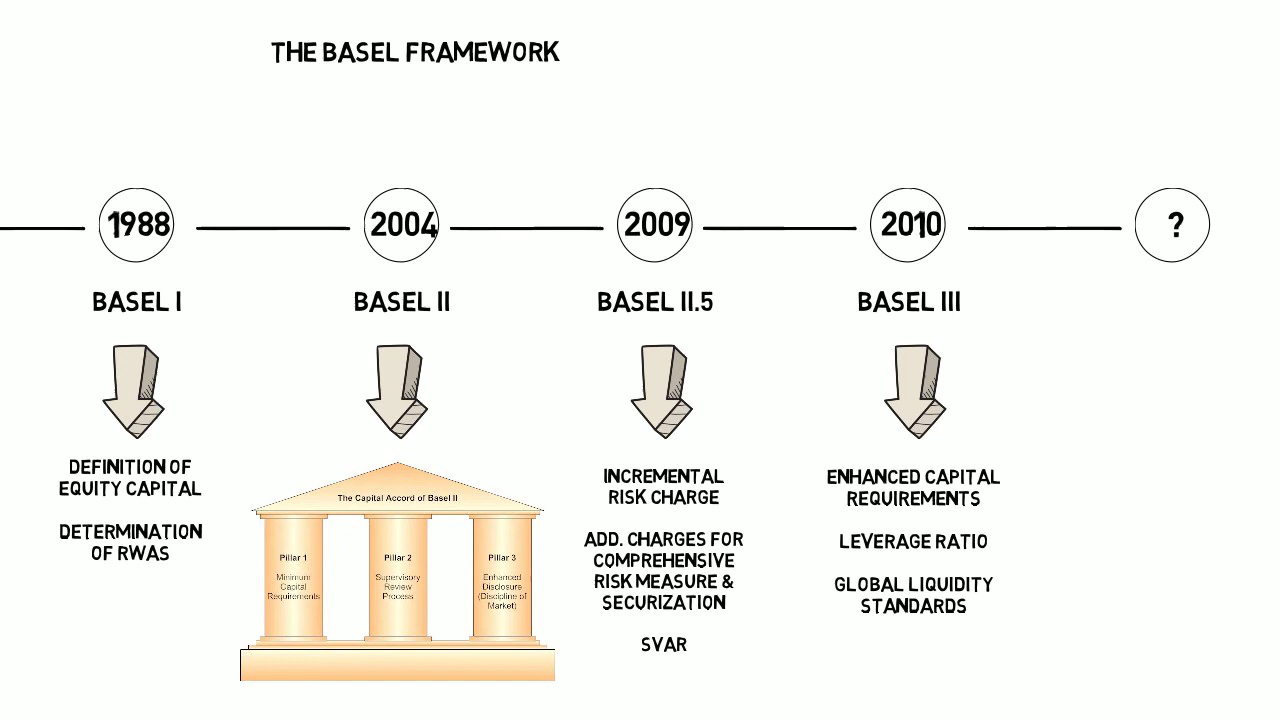 THE BASEL FRAMEWORK
1988
2004
2009
2010
?
BASEL I
BASEL II
BASEL II.5
BASEL III
DEFINITION OF
EQUITY CAPITAL
DETERMINATION
OF RWAS
The Capital Accord of Basel II
Pillar 1
Minimum
Capital
Requirements
Pillar 2
Supervisory
Review
Process
Pillar 3
Enhanced
Disclosure
(Discipline of
Market)
INCREMENTAL
RISK CHARGE
ADD. CHARGES FOR
COMPREHENSIVE
RISK MEASURE &
SECURIZATION
SVAR
ENHANCED CAPITAL
REQUIREMENTS
LEVERAGE RATIO
GLOBAL LIQUIDITY
STANDARDS